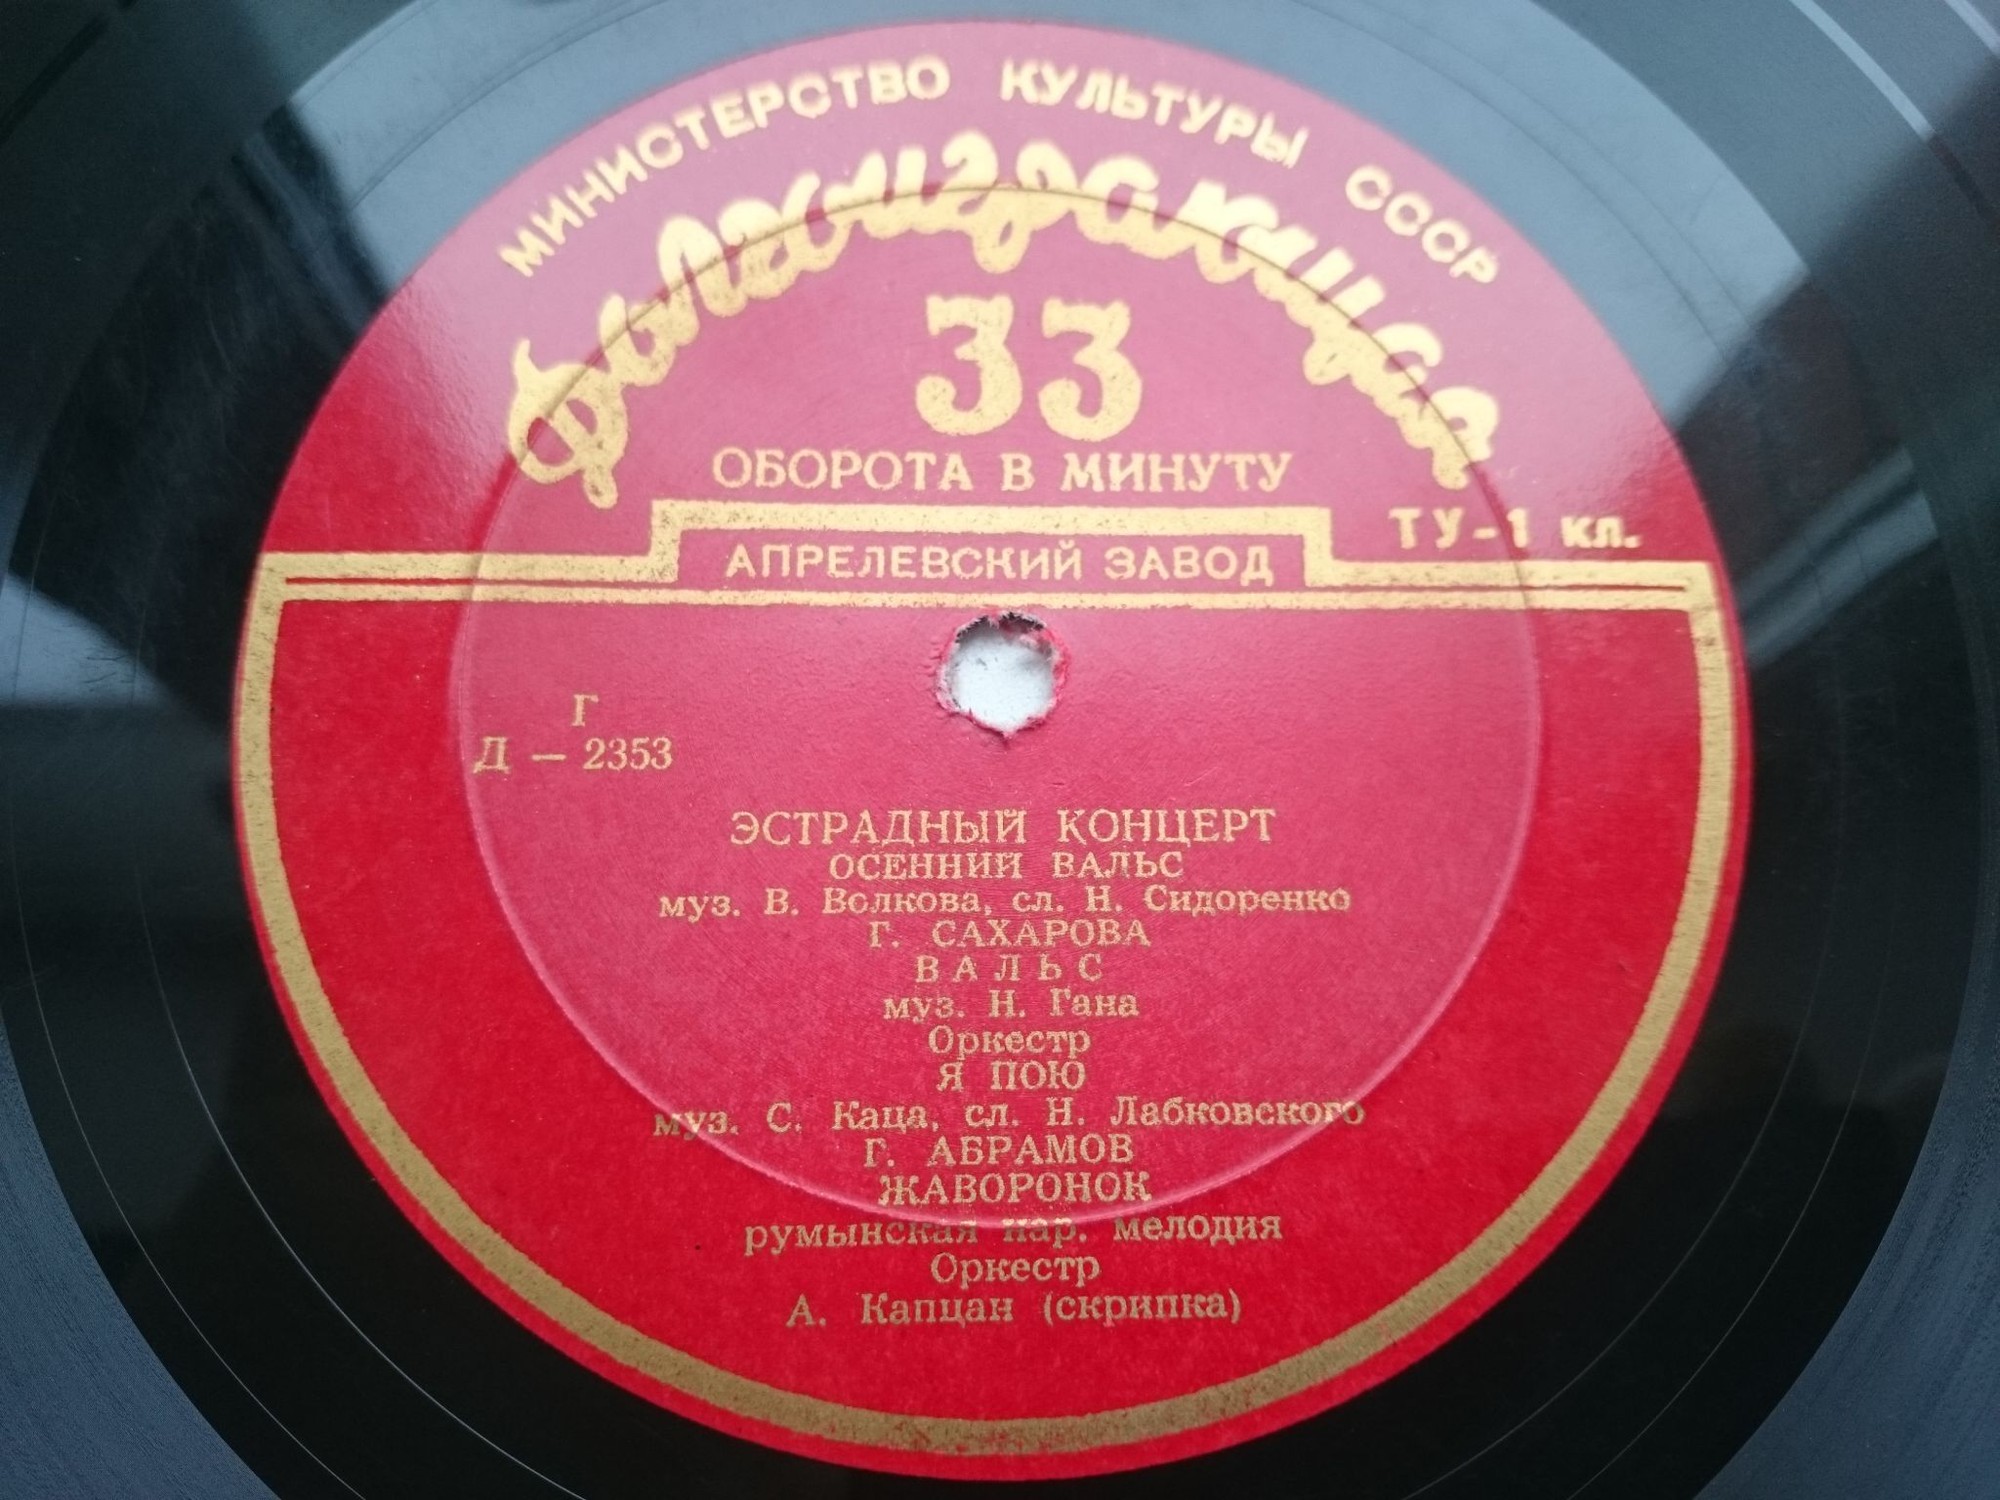 МИНИСТЕРСТВО КУЛЬТУРЫ СССР
Долгоиграющая
33
ОБОРОТА В МИНУТУ
ТУ-1 кл.
АПРЕЛЕВСКИЙ ЗАВОД
Г
Д — 2353
ЭСТРАДНЫЙ КОНЦЕРТ
ОСЕННИЙ ВАЛЬС
муз. В. Волкова, сл. Н. Сидоренко
Г. САХАРОВА
ВАЛЬС
муз. Н. Гана
Оркестр
Я ПОЮ
муз. С. Каца, сл. Н. Лабковского
Г. АБРАМОВ
ЖАВОРОНОК
румынская нар. мелодия
Оркестр
А. Капцан (скрипка)